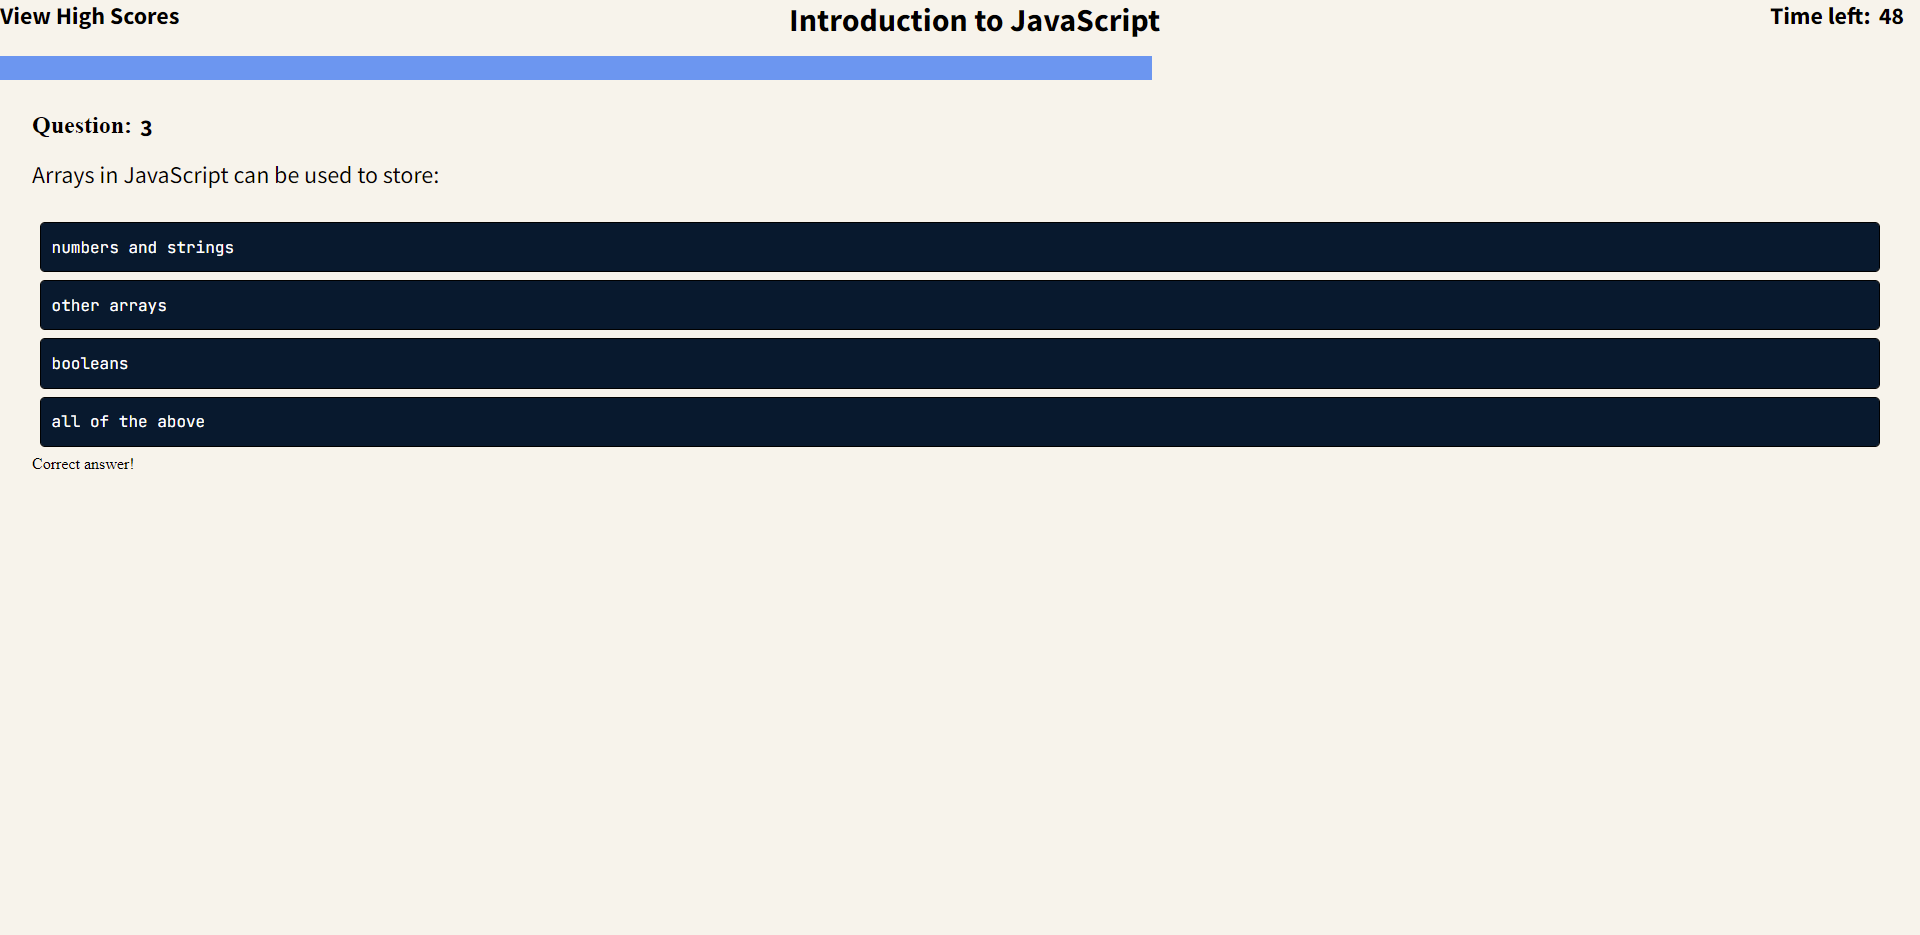 View High Scores
Introduction to JavaScript
Time left: 48
Question: 3
Arrays in JavaScript can be used to store:
numbers and strings
other arrays
booleans
all of the above
Correct answer!